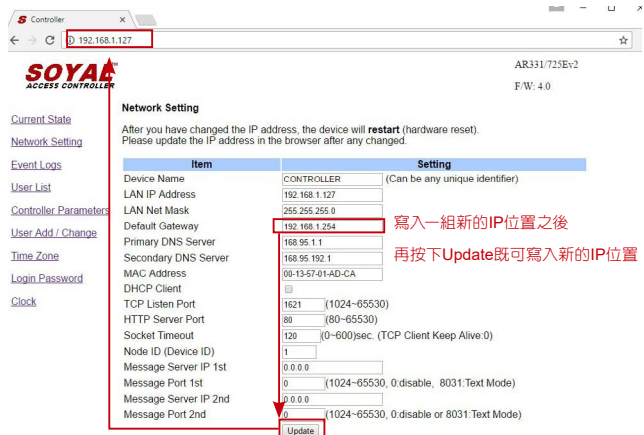 Controller
192.168.1.127
SOYAL™
ACCESS CONTROLLER
AR331/725Ev2
F/W: 4.0
Current State
Network Setting
Event Logs
User List
Controller Parameters
User Add / Change
Time Zone
Login Password
Clock
Network Setting
After you have changed the IP address, the device will restart (hardware reset).
Please update the IP address in the browser after any changed.
Item Setting
Device Name CONTROLLER (Can be any unique identifier)
LAN IP Address 192.168.1.127
LAN Net Mask 255.255.255.0
Default Gateway 192.168.1.254
Primary DNS Server 168.95.1.1
Secondary DNS Server 168.95.192.1
MAC Address 00-13-57-01-AD-CA
DHCP Client
TCP Listen Port 1621 (1024~65530)
HTTP Server Port 80 (80~65530)
Socket Timeout 120 (0~600)sec. (TCP Client Keep Alive:0)
Node ID (Device ID) 1
Message Server IP 1st 0.0.0.0
Message Port 1st 0 (1024~65530, 0:disable, 8031:Text Mode)
Message Server IP 2nd 0.0.0.0
Message Port 2nd 0 (1024~65530, 0:disable or 8031:Text Mode)
Update
寫入一組新的IP位置之後
再按下Update既可寫入新的IP位置